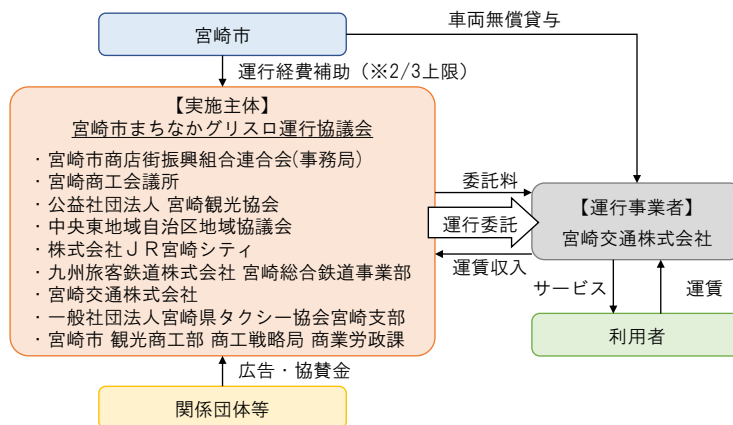 宮崎市
車両無償貸与
運行経費補助（※2/3上限）
【実施主体】
宮崎市まちなかグリスロ運行協議会
・宮崎市商店街振興組合連合会(事務局)
・宮崎商工会議所
・公益社団法人 宮崎観光協会
・中央東地域自治区地域協議会
・株式会社ＪＲ宮崎シティ
・九州旅客鉄道株式会社 宮崎総合鉄道事業部
・宮崎交通株式会社
・一般社団法人宮崎県タクシー協会宮崎支部
・宮崎市 観光商工部 商工戦略局 商業労政課
委託料
運行委託
運賃収入
【運行事業者】
宮崎交通株式会社
サービス
運賃
利用者
広告・協賛金
関係団体等